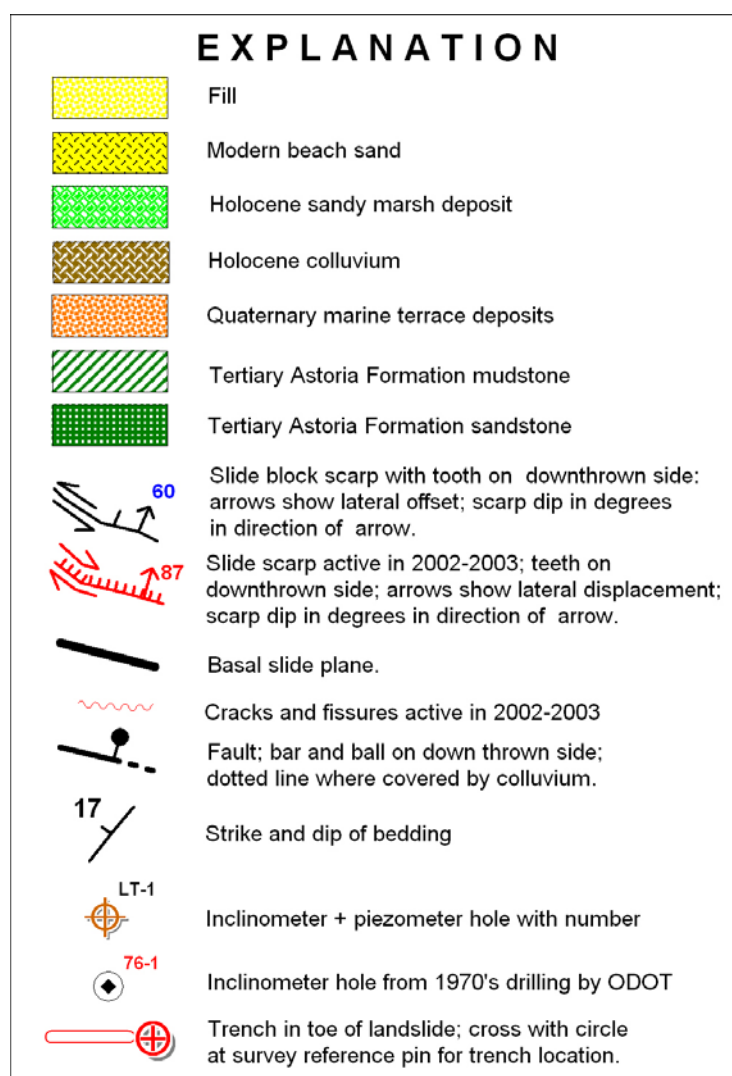 EXPLANATION
Fill
Modern beach sand
Holocene sandy marsh deposit
Holocene colluvium
Quaternary marine terrace deposits
Tertiary Astoria Formation mudstone
Tertiary Astoria Formation sandstone
60
Slide block scarp with tooth on downthrown side:
arrows show lateral offset; scarp dip in degrees
in direction of arrow.
87
Slide scarp active in 2002-2003; teeth on
downthrown side; arrows show lateral displacement;
scarp dip in degrees in direction of arrow.
Basal slide plane.
Cracks and fissures active in 2002-2003
Fault; bar and ball on down thrown side;
dotted line where covered by colluvium.
17
Strike and dip of bedding
LT-1
Inclinometer + piezometer hole with number
76-1
Inclinometer hole from 1970's drilling by ODOT
Trench in toe of landslide; cross with circle
at survey reference pin for trench location.